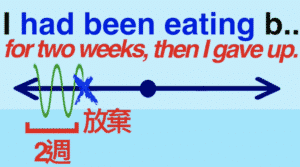 I had been eating b..
for two weeks, then I gave up.
放棄
2週